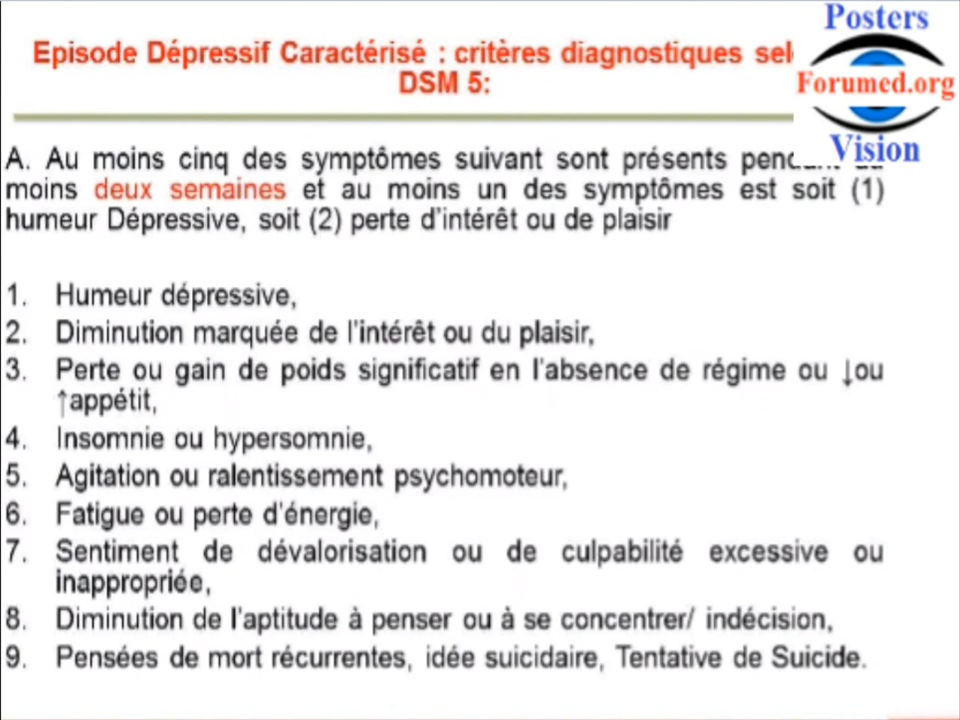 Episode Dépressif Caractérisé : critères diagnostiques
DSM 5:
Posters
Forumed.org
Vision
A. Au moins cinq des symptômes suivant sont présents
moins deux semaines et au moins un des symptômes est soit (1)
humeur Dépressive, soit (2) perte d'intérêt ou de plaisir
1. Humeur dépressive,
2. Diminution marquée de l'intérêt ou du plaisir,
3. Perte ou gain de poids significatif en l'absence de régime ou ↓ou
↑appétit,
4. Insomnie ou hypersomnie,
5. Agitation ou ralentissement psychomoteur,
6. Fatigue ou perte d'énergie,
7. Sentiment de dévalorisation ou de culpabilité excessive ou
inappropriée,
8. Diminution de l'aptitude à penser ou à se concentrer/ indécision,
9. Pensées de mort récurrentes, idée suicidaire, Tentative de Suicide.